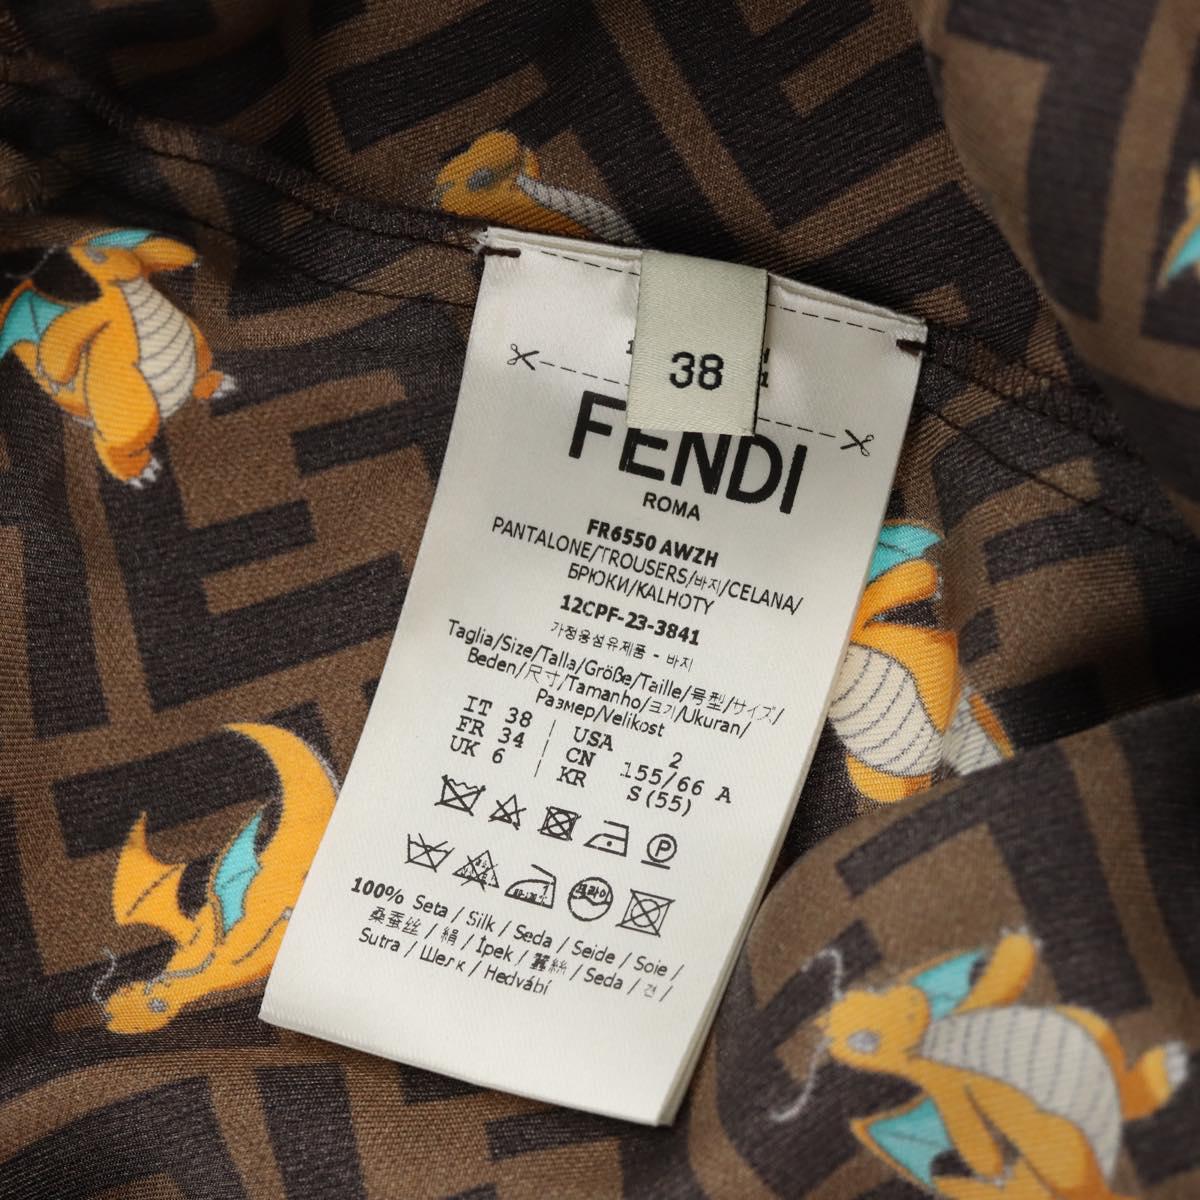 38
FENDI
ROMA
FR6550 AWZH
PANTALONE/TROUSERS/바지/CELANA/
БРЮКИ/KALHOTY
12CPF-23-3841
가정용섬유제품 - 바지
Taglia/Size/Talla/Größe/Taille/号型/サイズ/
Beden/尺寸/Tamanho/크기/Ukuran/
Размер/Velikost
IT 38 | USA 2
FR 34 | CN 155/66 A
UK 6 | KR S(55)
P
100% Seta / Silk / Seda / Seide / Soie /
桑蚕丝 / 絹 / İpek / 蠶絲 / Seda / 견 /
Sutra / Шелк / Hedvábí